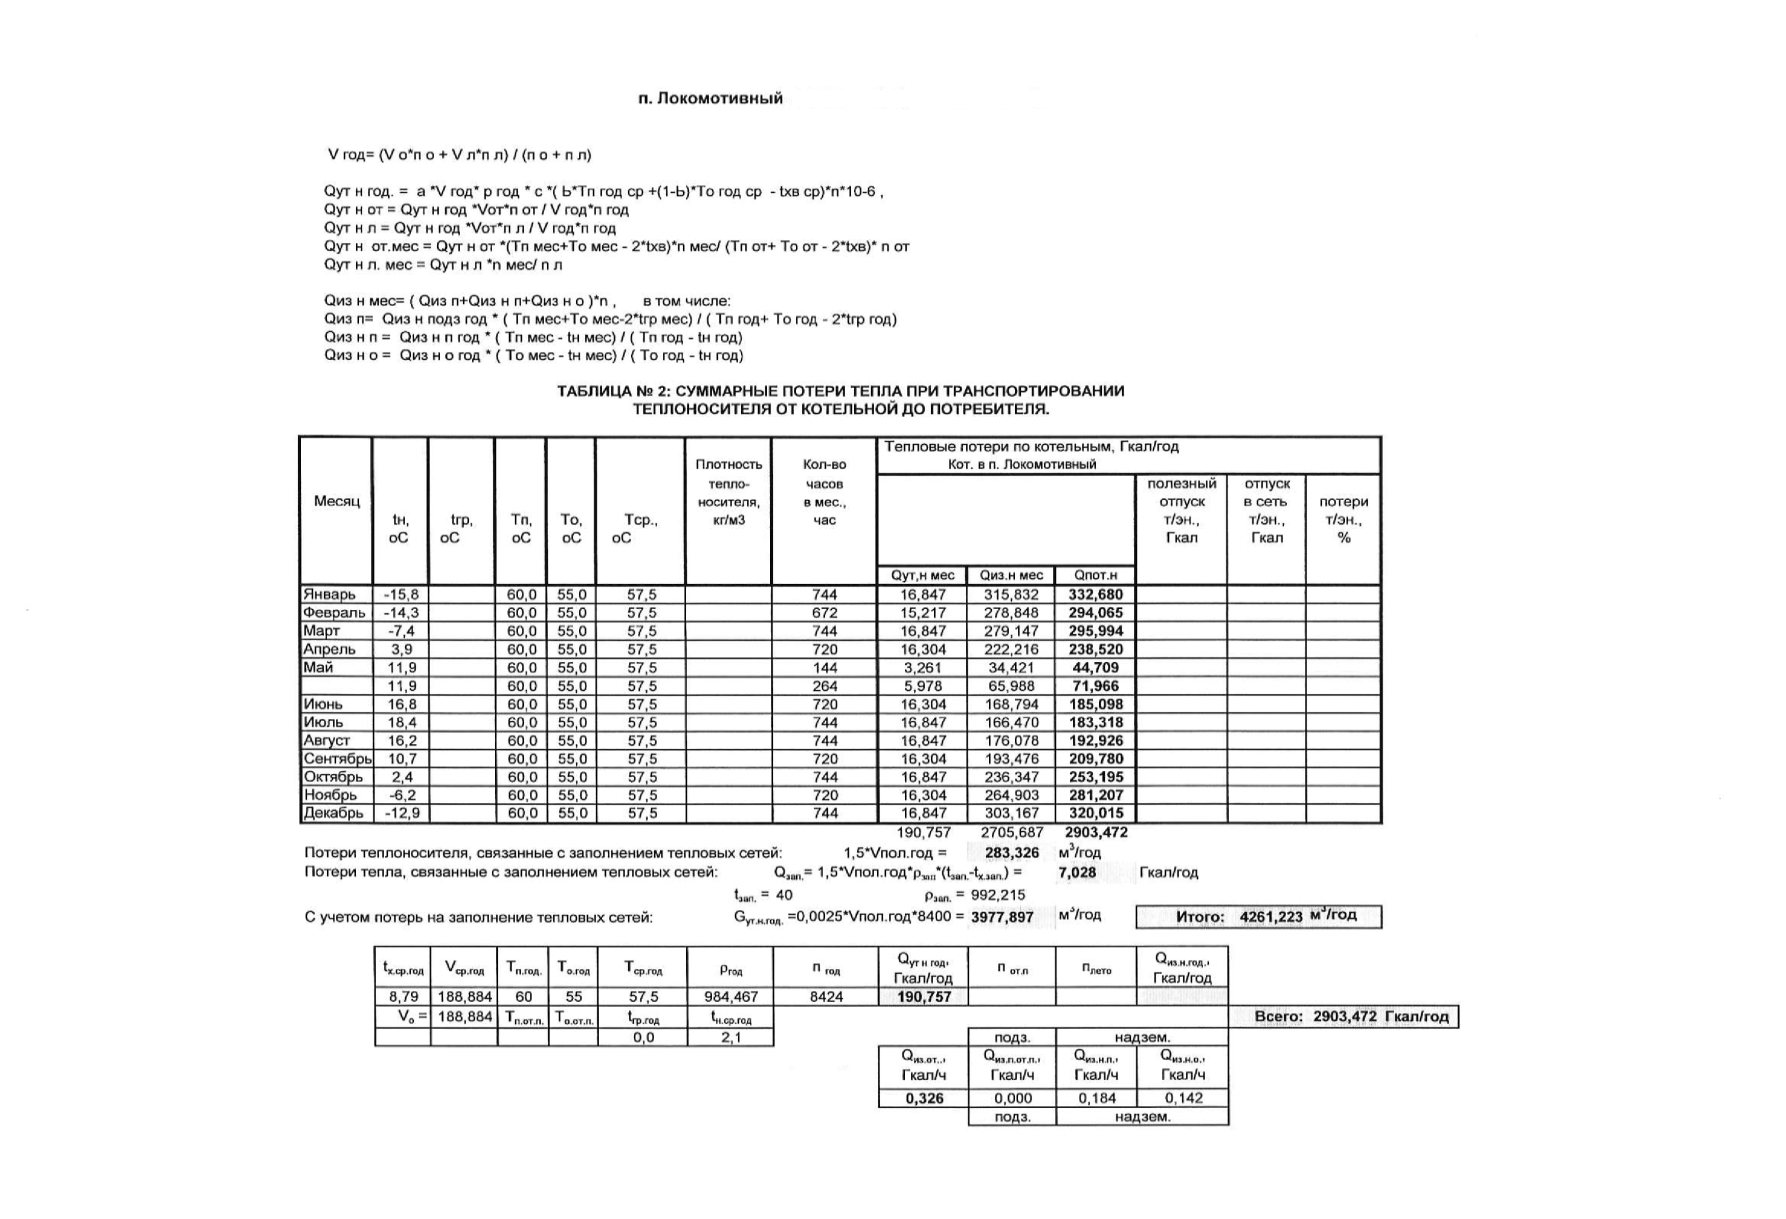 п. Локомотивный
V год= (V о*п о + V л*п л) / (п о + п л)
Qут н год. = а *V год* р год * с *( Ь*Тп год ср +(1-Ь)*То год ср - tхв ср)*п*10-6 ,
Qут н от = Qут н год *Vот*п от / V год*п год
Qут н л = Qут н год *Vот*п л / V год*п год
Qут н от.мес = Qут н от *(Тп мес+То мес - 2*tхв)*п мес/ (Тп от+ То от - 2*tхв)* п от
Qут н л. мес = Qут н л *п мес/ п л
Qиз н мес= ( Qиз п+Qиз н п+Qиз н о )*п , в том числе:
Qиз п= Qиз н подз год * ( Тп мес+То мес-2*tгр мес) / ( Тп год+ То год - 2*tгр год)
Qиз н п = Qиз н п год * ( Тп мес - tн мес) / ( Тп год - tн год)
Qиз н о = Qиз н о год * ( То мес - tн мес) / ( То год - tн год)
ТАБЛИЦА № 2: СУММАРНЫЕ ПОТЕРИ ТЕПЛА ПРИ ТРАНСПОРТИРОВАНИИ
ТЕПЛОНОСИТЕЛЯ ОТ КОТЕЛЬНОЙ ДО ПОТРЕБИТЕЛЯ.
Тепловые потери по котельным, Гкал/год
Плотность Кол-во Кот. в п. Локомотивный
тепло- часов полезный отпуск
Месяц носителя, в мес., отпуск в сеть потери
tн, tгр, Тп, То, Тср., кг/м3 час т/эн., т/эн., т/эн.,
оС оС оС оС оС Гкал Гкал %
Qут,н мес Qиз.н мес Qпот.н
Январь -15,8 60,0 55,0 57,5 744 16,847 315,832 332,680
Февраль -14,3 60,0 55,0 57,5 672 15,217 278,848 294,065
Март -7,4 60,0 55,0 57,5 744 16,847 279,147 295,994
Апрель 3,9 60,0 55,0 57,5 720 16,304 222,216 238,520
Май 11,9 60,0 55,0 57,5 144 3,261 34,421 44,709
11,9 60,0 55,0 57,5 264 5,978 65,988 71,966
Июнь 16,8 60,0 55,0 57,5 720 16,304 168,794 185,098
Июль 18,4 60,0 55,0 57,5 744 16,847 166,470 183,318
Август 16,2 60,0 55,0 57,5 744 16,847 176,078 192,926
Сентябрь 10,7 60,0 55,0 57,5 720 16,304 193,476 209,780
Октябрь 2,4 60,0 55,0 57,5 744 16,847 236,347 253,195
Ноябрь -6,2 60,0 55,0 57,5 720 16,304 264,903 281,207
Декабрь -12,9 60,0 55,0 57,5 744 16,847 303,167 320,015
190,757 2705,687 2903,472
Потери теплоносителя, связанные с заполнением тепловых сетей: 1,5*Vпол.год = 283,326 м³/год
Потери тепла, связанные с заполнением тепловых сетей: Qзап.= 1,5*Vпол.год*ρзап*(tзап.-tх.зап.) = 7,028 Гкал/год
tзап. = 40 ρзап. = 992,215
С учетом потерь на заполнение тепловых сетей: Gут.н.год. =0,0025*Vпол.год*8400 = 3977,897 м³/год Итого: 4261,223 м³/год
tх.ср.год Vср.год Тп.год. То.год Тср.год ρгод п год Qут н год, Гкал/год п от.п плето Qиз.н.год., Гкал/год
8,79 188,884 60 55 57,5 984,467 8424 190,757
Vо = 188,884 Тп.от.п. То.от.п. tгр.год tн.ср.год Всего: 2903,472 Гкал/год
0,0 2,1 подз. надзем.
Qиз.от.., Qиз.п.от.п., Qиз.н.п., Qиз.н.о.,
Гкал/ч Гкал/ч Гкал/ч Гкал/ч
0,326 0,000 0,184 0,142
подз. надзем.